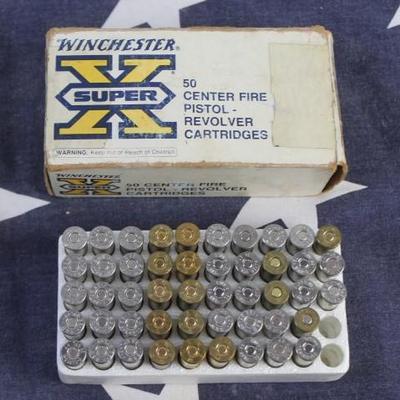 WINCHESTER
X
SUPER
50
CENTER FIRE
PISTOL -
REVOLVER
CARTRIDGES
WARNING: Keep out of Reach of Children
X
SUPER
50 CENTER FIRE
PISTOL - REVOLVER
CARTRIDGES